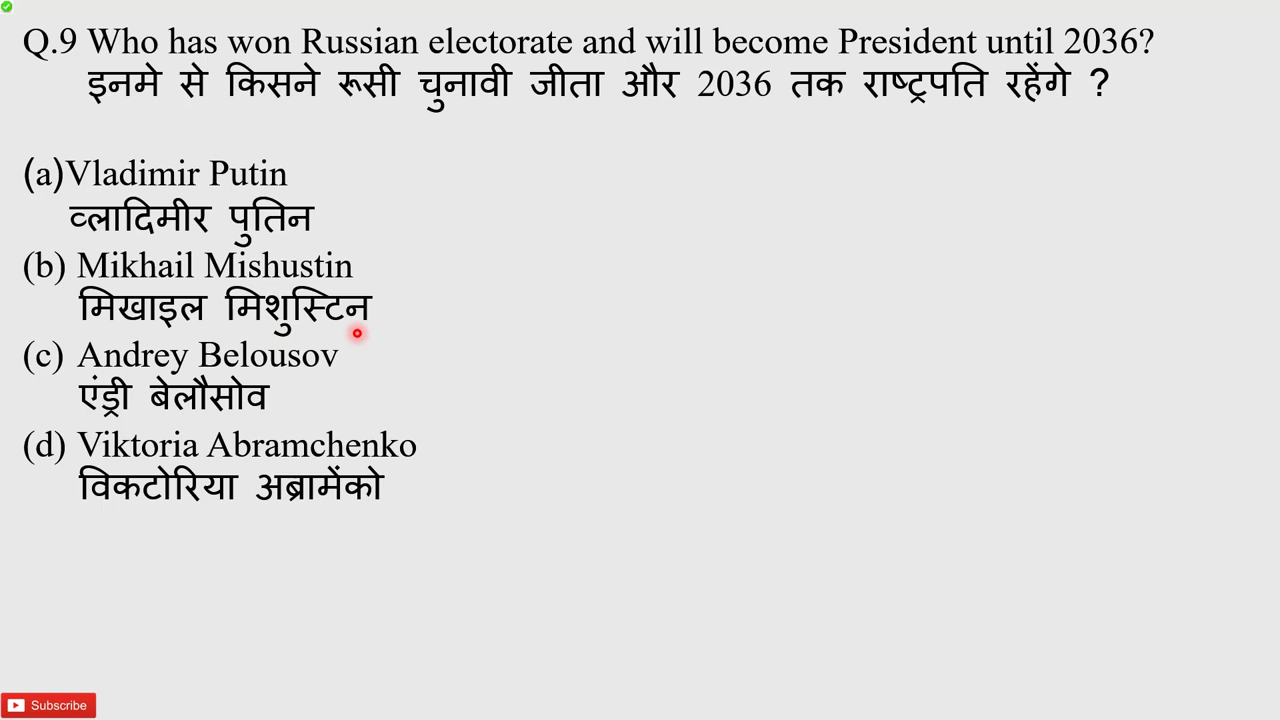 Q.9 Who has won Russian electorate and will become President until 2036?
इनमे से किसने रूसी चुनावी जीता और 2036 तक राष्ट्रपति रहेंगे ?
(a)Vladimir Putin
व्लादिमीर पुतिन
(b) Mikhail Mishustin
मिखाइल मिशुस्टिन
(c) Andrey Belousov
एंड्री बेलौसोव
(d) Viktoria Abramchenko
विकटोरिया अब्रामेंको
Subscribe